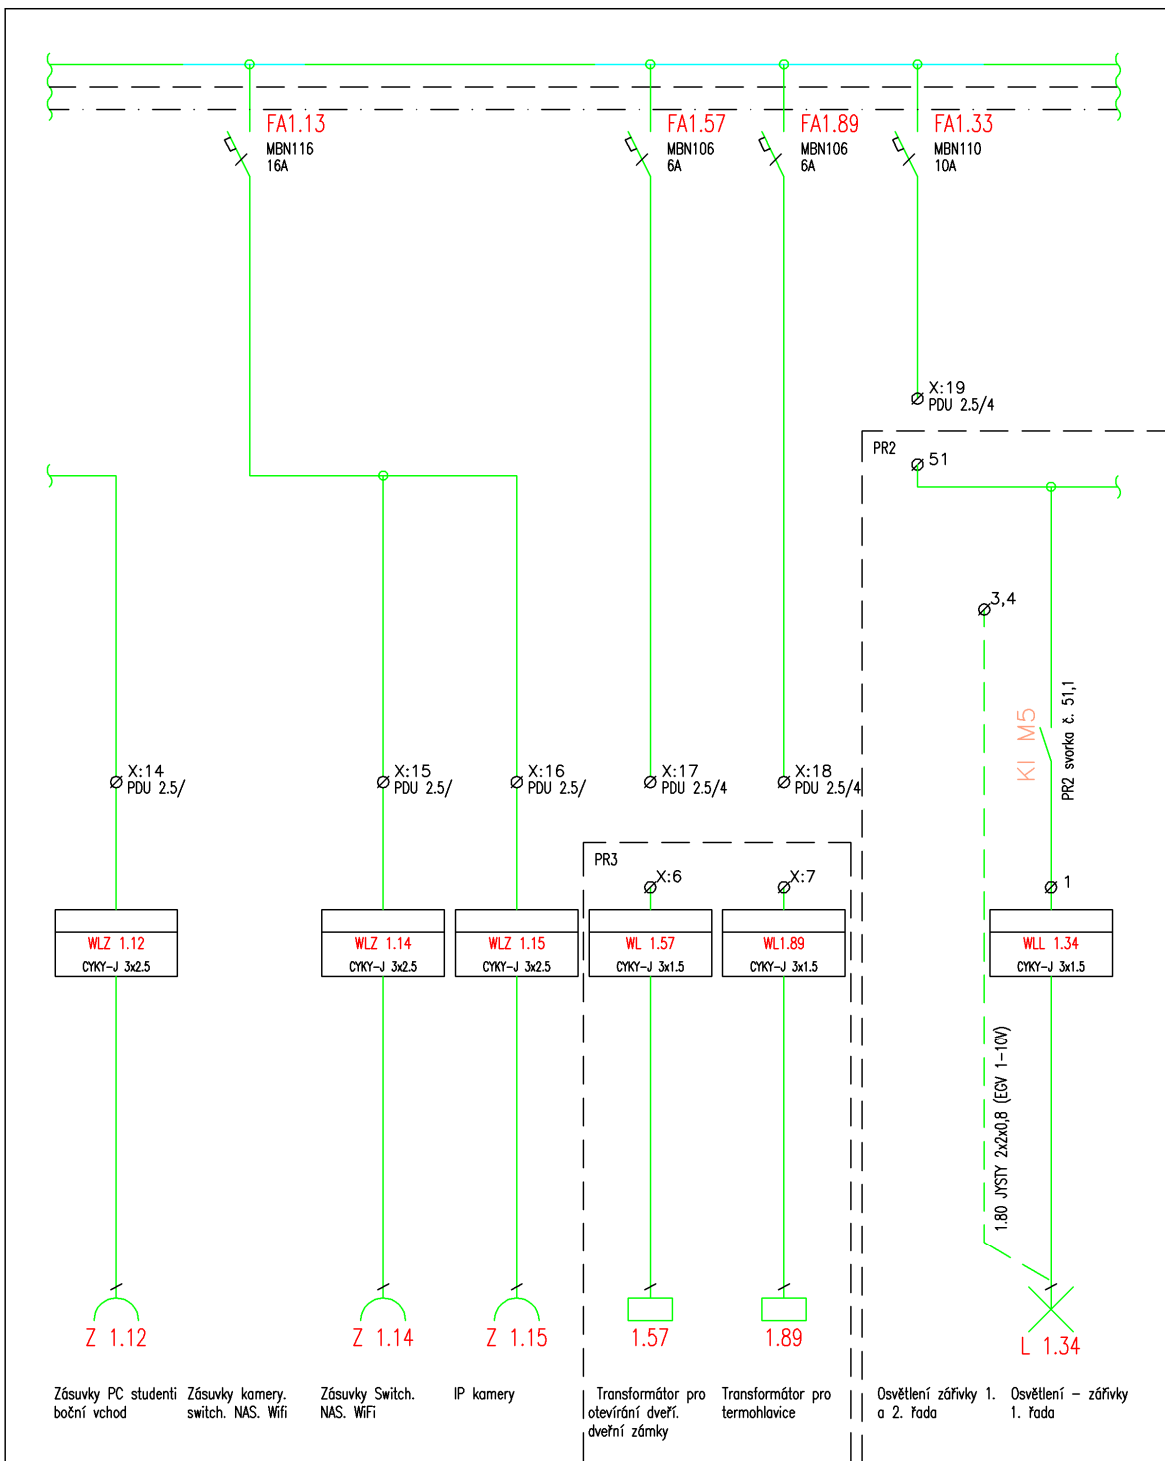 FA1.13
MBN116
16A
FA1.57
MBN106
6A
FA1.89
MBN106
6A
FA1.33
MBN110
10A
X:19
PDU 2.5/4
PR2
51
3,4
KI M5
PR2 svorka č. 51,1
X:14
PDU 2.5/
X:15
PDU 2.5/
X:16
PDU 2.5/
X:17
PDU 2.5/4
X:18
PDU 2.5/4
PR3
X:6
X:7
1
WLZ 1.12
CYKY-J 3x2.5
WLZ 1.14
CYKY-J 3x2.5
WLZ 1.15
CYKY-J 3x2.5
WL 1.57
CYKY-J 3x1.5
WL1.89
CYKY-J 3x1.5
WLL 1.34
CYKY-J 3x1.5
1.80 JYSTY 2x2x0,8 (EGV 1-10V)
Z 1.12
Z 1.14
Z 1.15
1.57
1.89
L 1.34
Zásuvky PC studenti
boční vchod
Zásuvky kamery.
switch. NAS. Wifi
Zásuvky Switch.
NAS. WiFi
IP kamery
Transformátor pro
otevírání dveří.
dveřní zámky
Transformátor pro
termohlavice
Osvětlení zářivky 1.
a 2. řada
Osvětlení - zářivky
1. řada